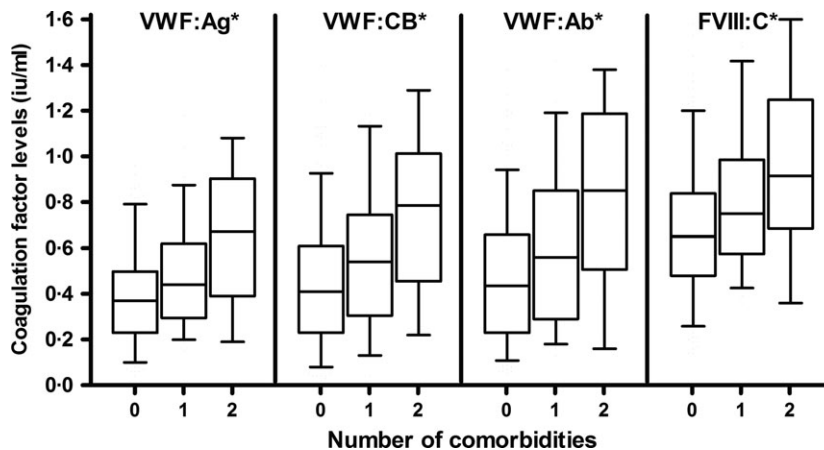 VWF:Ag* VWF:CB* VWF:Ab* FVIII:C*
Coagulation factor levels (iu/ml)
1·6
1·4
1·2
1·0
0·8
0·6
0·4
0·2
0·0
0 1 2 0 1 2 0 1 2 0 1 2
Number of comorbidities